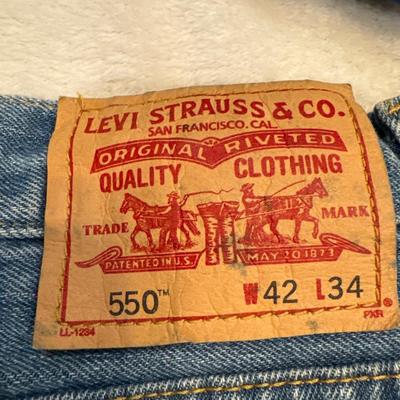 LEVI STRAUSS & CO.
SAN FRANCISCO, CAL.
ORIGINAL RIVETED
QUALITY CLOTHING
TRADE MARK
PATENTED IN U.S. MAY 20 1873
550™ W42 L34
LL-1234 PXR ®